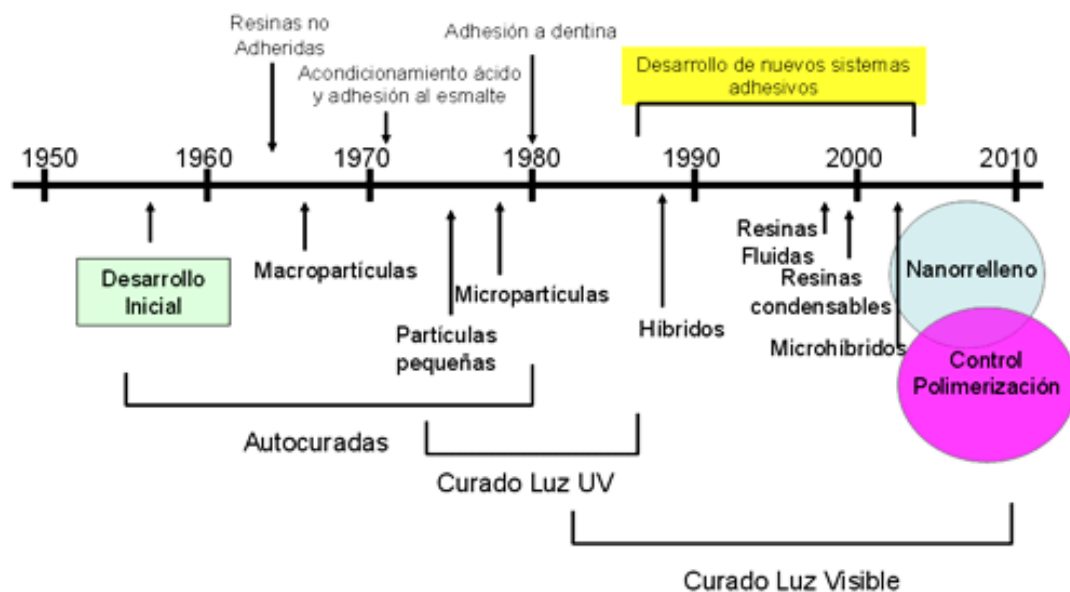 Resinas no
Adheridas
Acondicionamiento ácido
y adhesión al esmalte
Adhesión a dentina
Desarrollo de nuevos sistemas
adhesivos
1950 1960 1970 1980 1990 2000 2010
Desarrollo
Inicial
Macropartículas
Partículas
pequeñas
Micropartículas
Híbridos
Resinas
Fluidas
Resinas
condensables
Microhíbridos
Nanorrelleno
Control
Polimerización
Autocuradas
Curado Luz UV
Curado Luz Visible